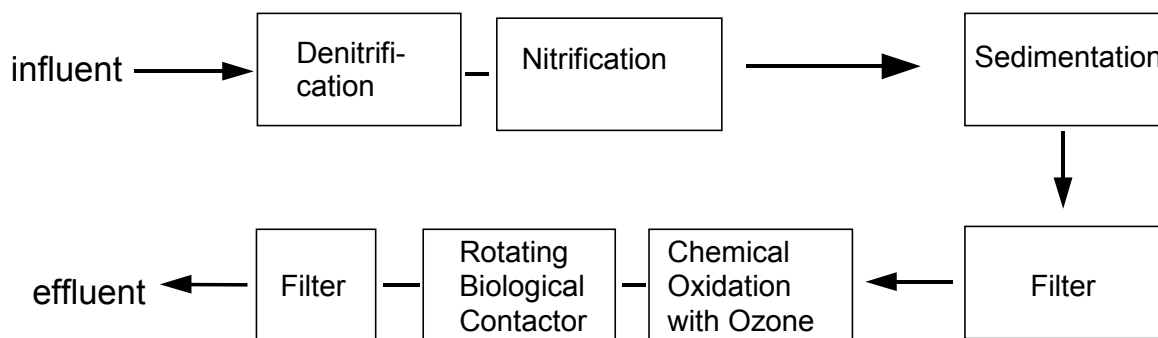 influent
Denitrifi-
cation
Nitrification
Sedimentation
Filter
Chemical
Oxidation
with Ozone
Rotating
Biological
Contactor
Filter
effluent